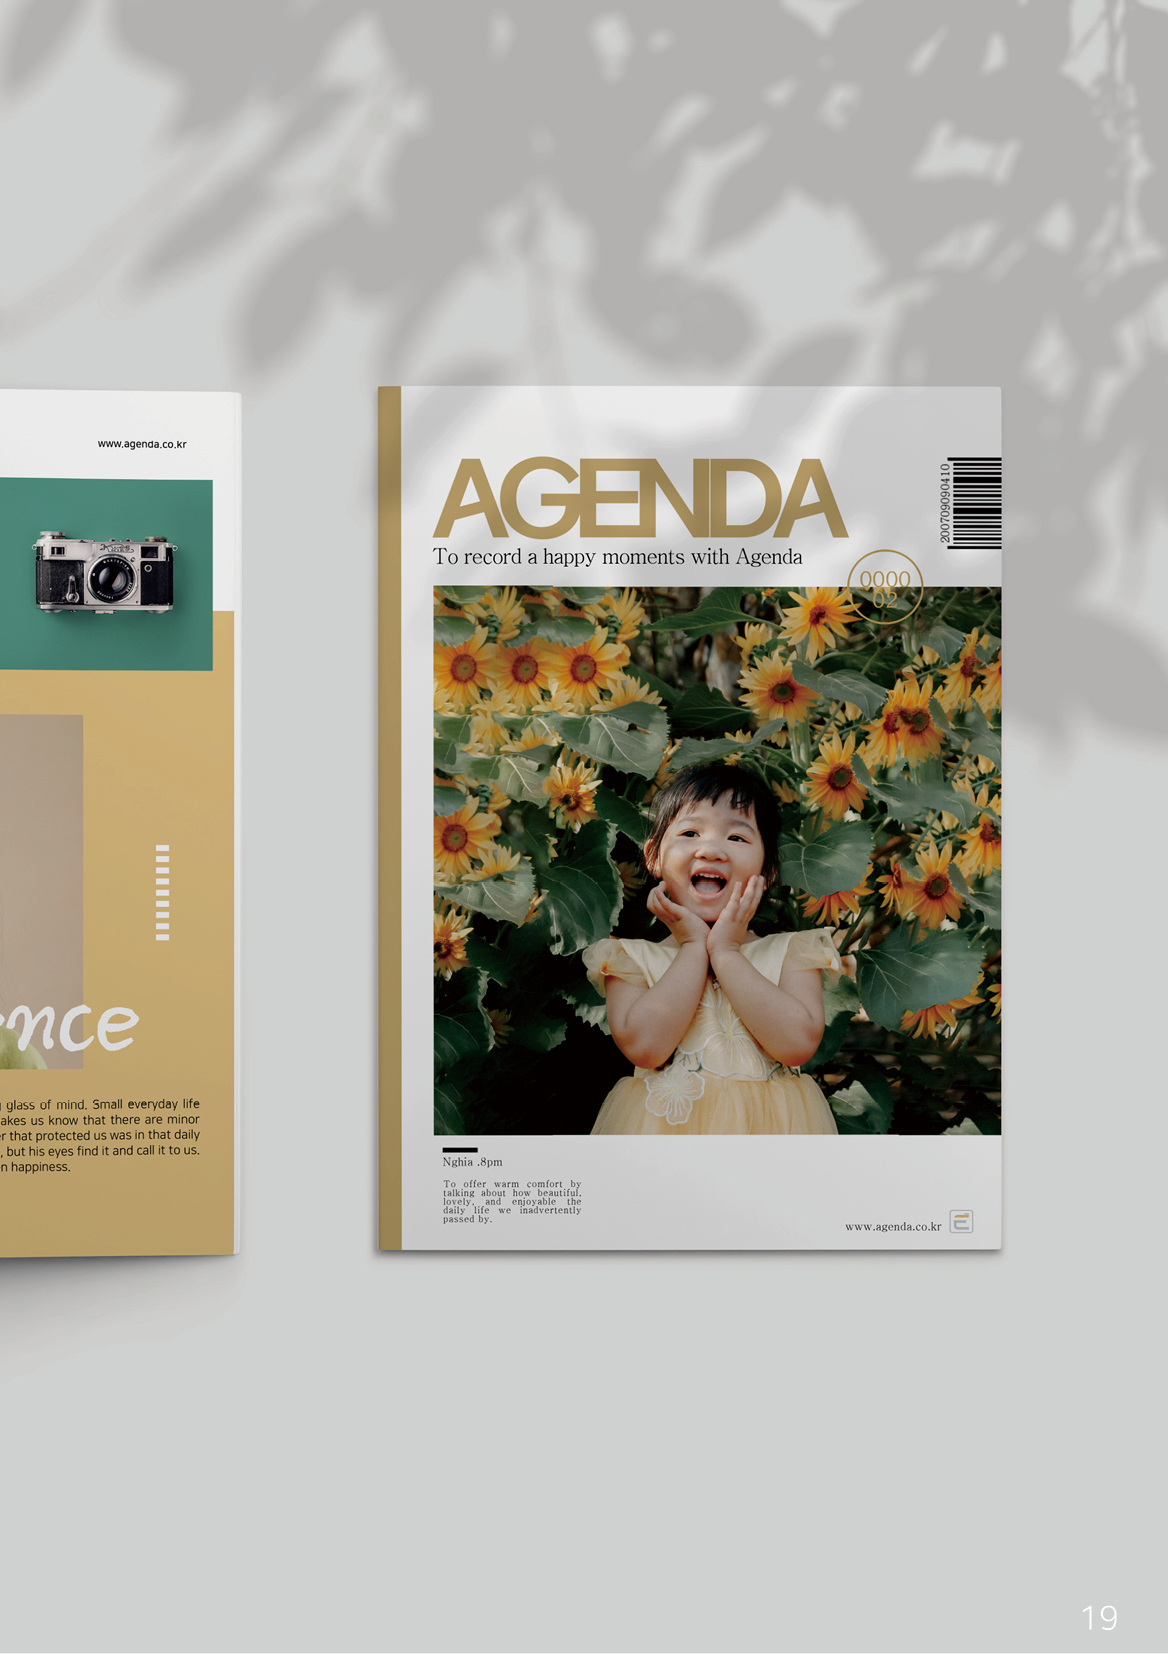 www.agenda.co.kr
ence
glass of mind. Small everyday life
akes us know that there are minor
er that protected us was in that daily
, but his eyes find it and call it to us.
n happiness.
AGENDA
To record a happy moments with Agenda
200709090410
0000
02
Nghia .8pm
To offer warm comfort by
talking about how beautiful,
lovely, and enjoyable the
daily life we inadvertently
passed by.
www.agenda.co.kr
19